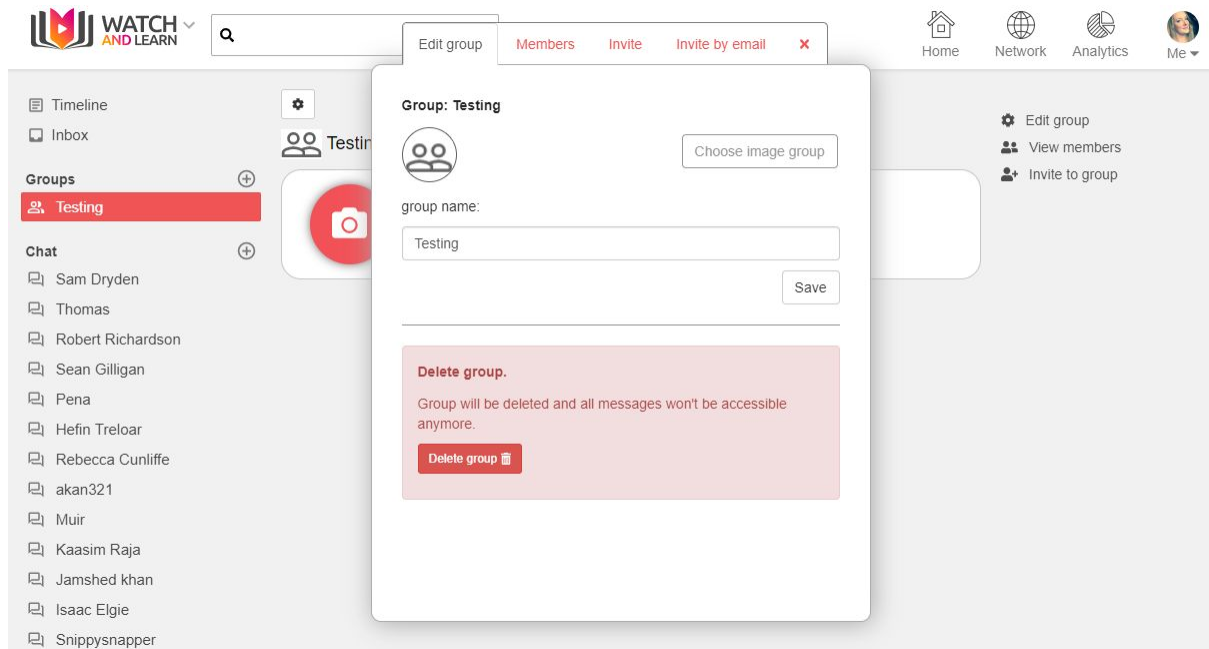 WATCH
AND LEARN
Edit group
Members
Invite
Invite by email
Home
Network
Analytics
Me
Timeline
Inbox
Groups
Testing
Chat
Sam Dryden
Thomas
Robert Richardson
Sean Gilligan
Pena
Hefin Treloar
Rebecca Cunliffe
akan321
Muir
Kaasim Raja
Jamshed khan
Isaac Elgie
Snippysnapper
Testin
Group: Testing
Choose image group
group name:
Testing
Save
Delete group.
Group will be deleted and all messages won't be accessible
anymore.
Delete group
Edit group
View members
Invite to group